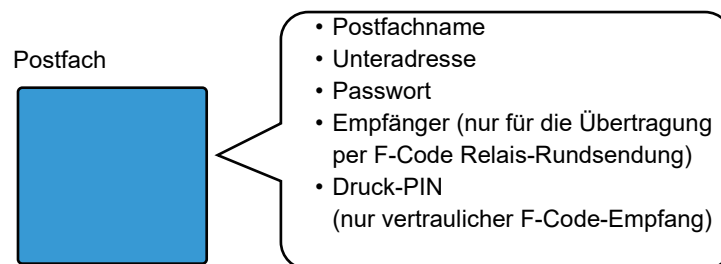 Postfach
• Postfachname
• Unteradresse
• Passwort
• Empfänger (nur für die Übertragung
per F-Code Relais-Rundsendung)
• Druck-PIN
(nur vertraulicher F-Code-Empfang)